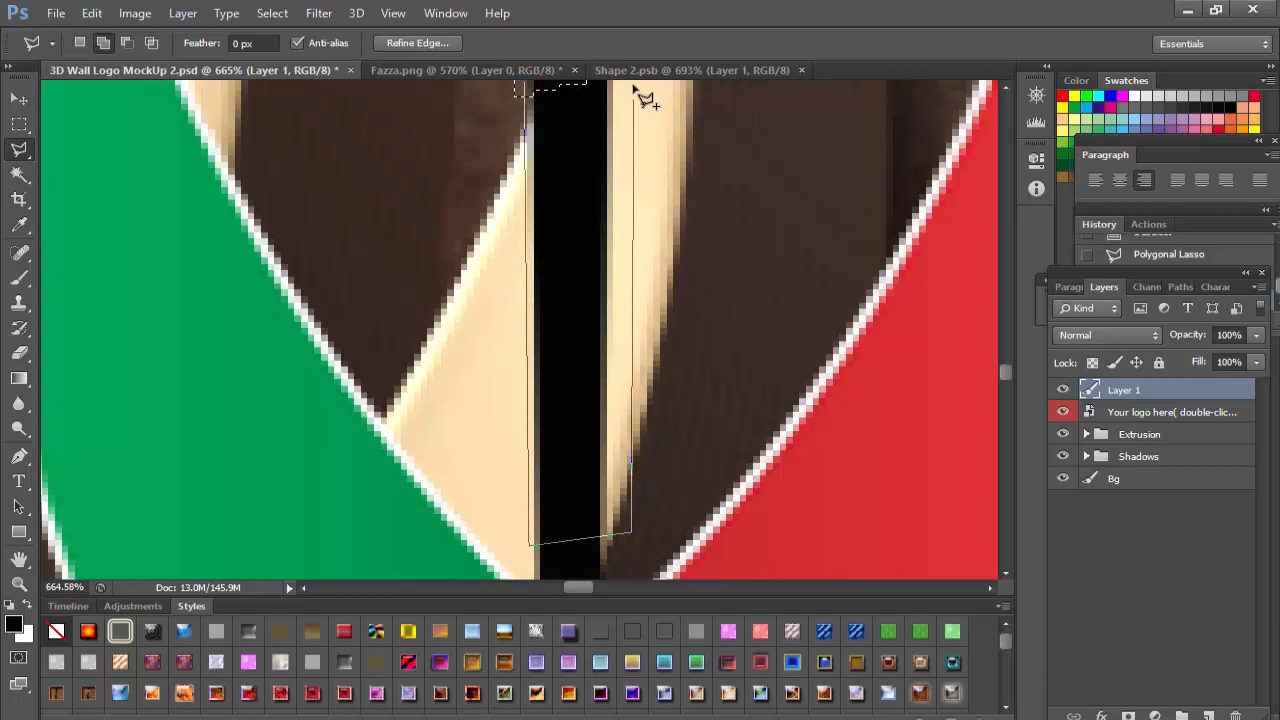 Ps File Edit Image Layer Type Select Filter 3D View Window Help
Feather: 0 px Anti-alias Refine Edge... Essentials
3D Wall Logo MockUp 2.psd @ 665% (Layer 1, RGB/8) * × Fazza.png @ 570% (Layer 0, RGB/8) * × Shape 2.psb @ 693% (Layer 1, RGB/8) ×
Color Swatches
Paragraph
History Actions
Polygonal Lasso
Paragr Layers Chann Paths Charac
Kind
Normal Opacity: 100%
Lock: Fill: 100%
Layer 1
Your logo here( double-clic...
Extrusion
Shadows
Bg
664.58% Doc: 13.0M/145.9M
Timeline Adjustments Styles